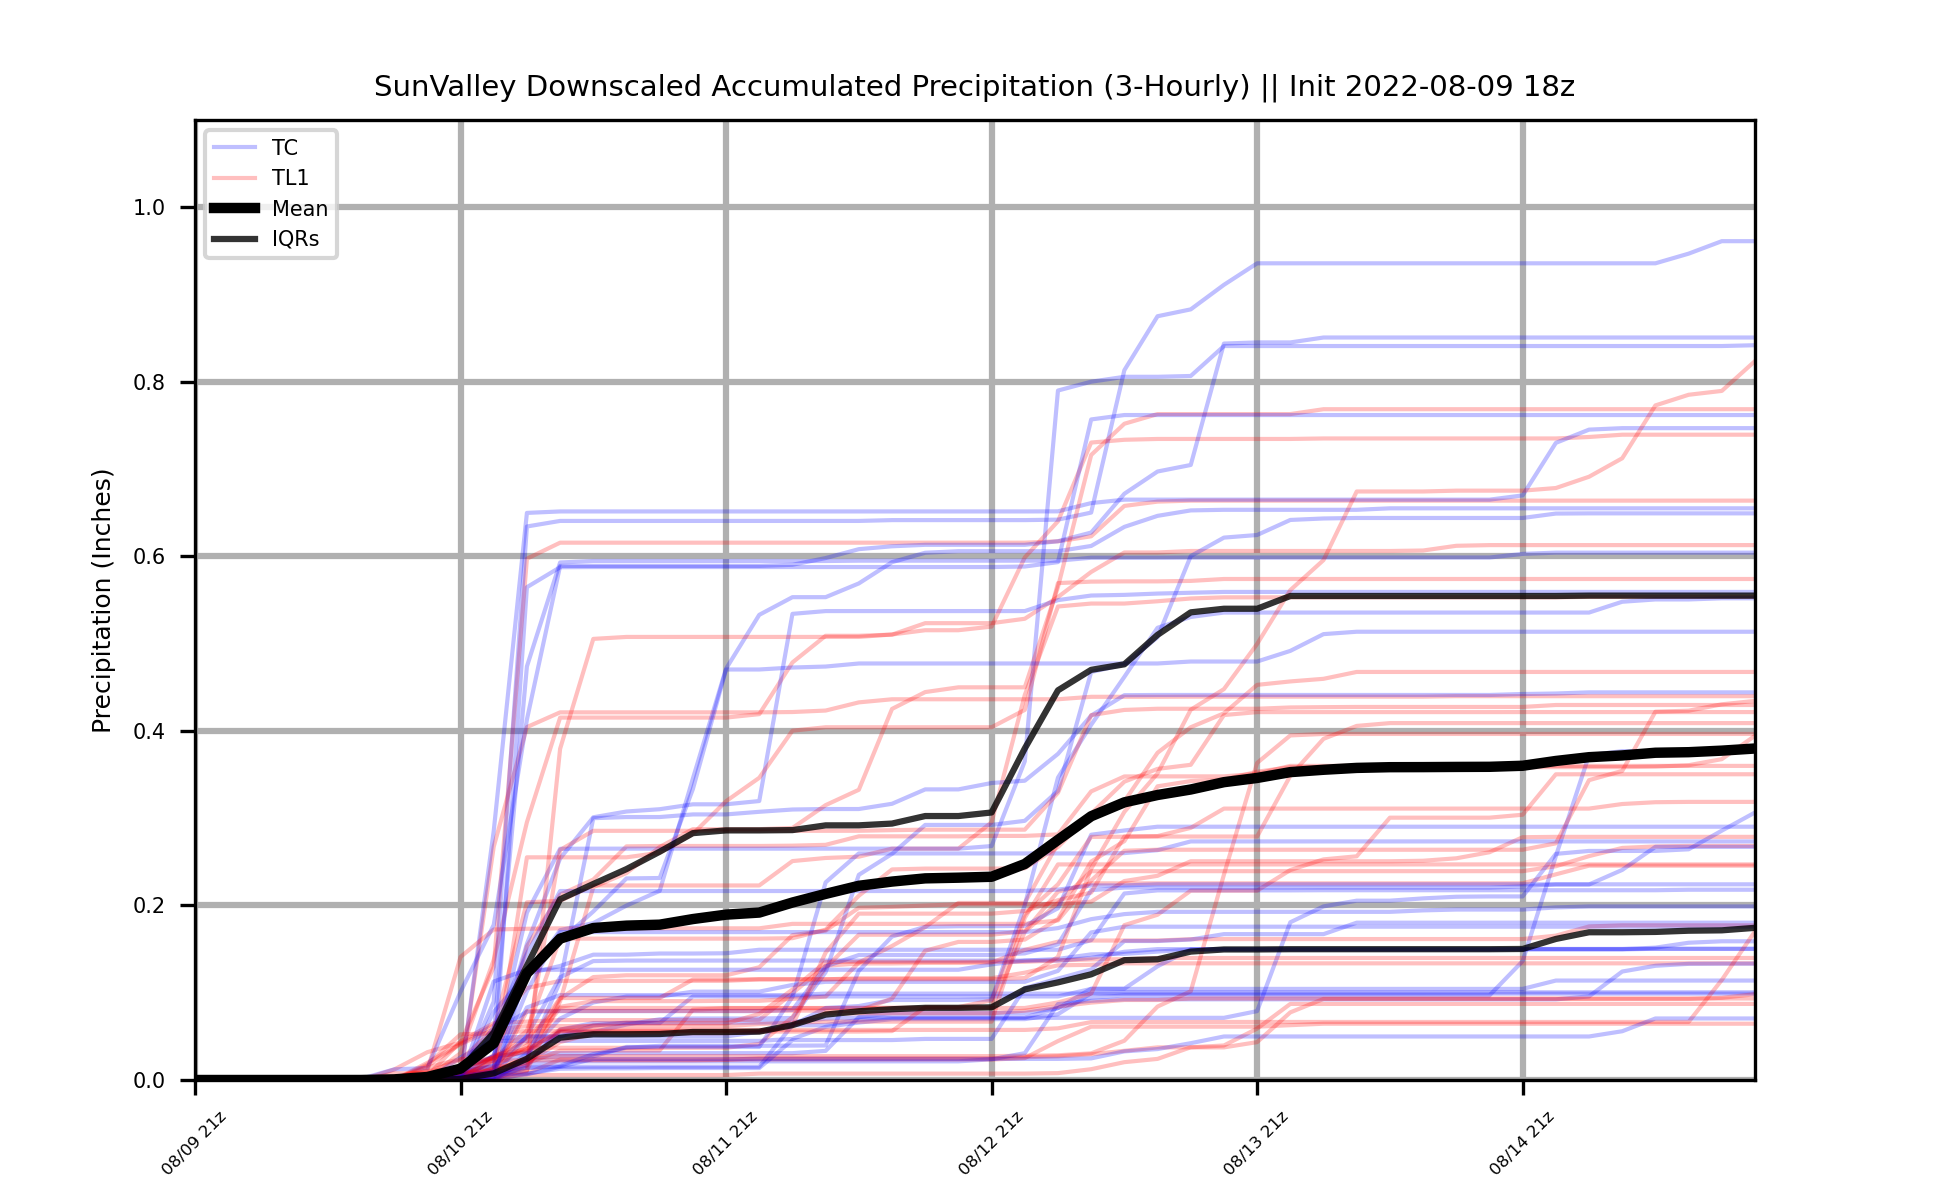 SunValley Downscaled Accumulated Precipitation (3-Hourly) || Init 2022-08-09 18z
TC
TL1
Mean
IQRs
Precipitation (Inches)
1.0
0.8
0.6
0.4
0.2
0.0
08/09 21z
08/10 21z
08/11 21z
08/12 21z
08/13 21z
08/14 21z